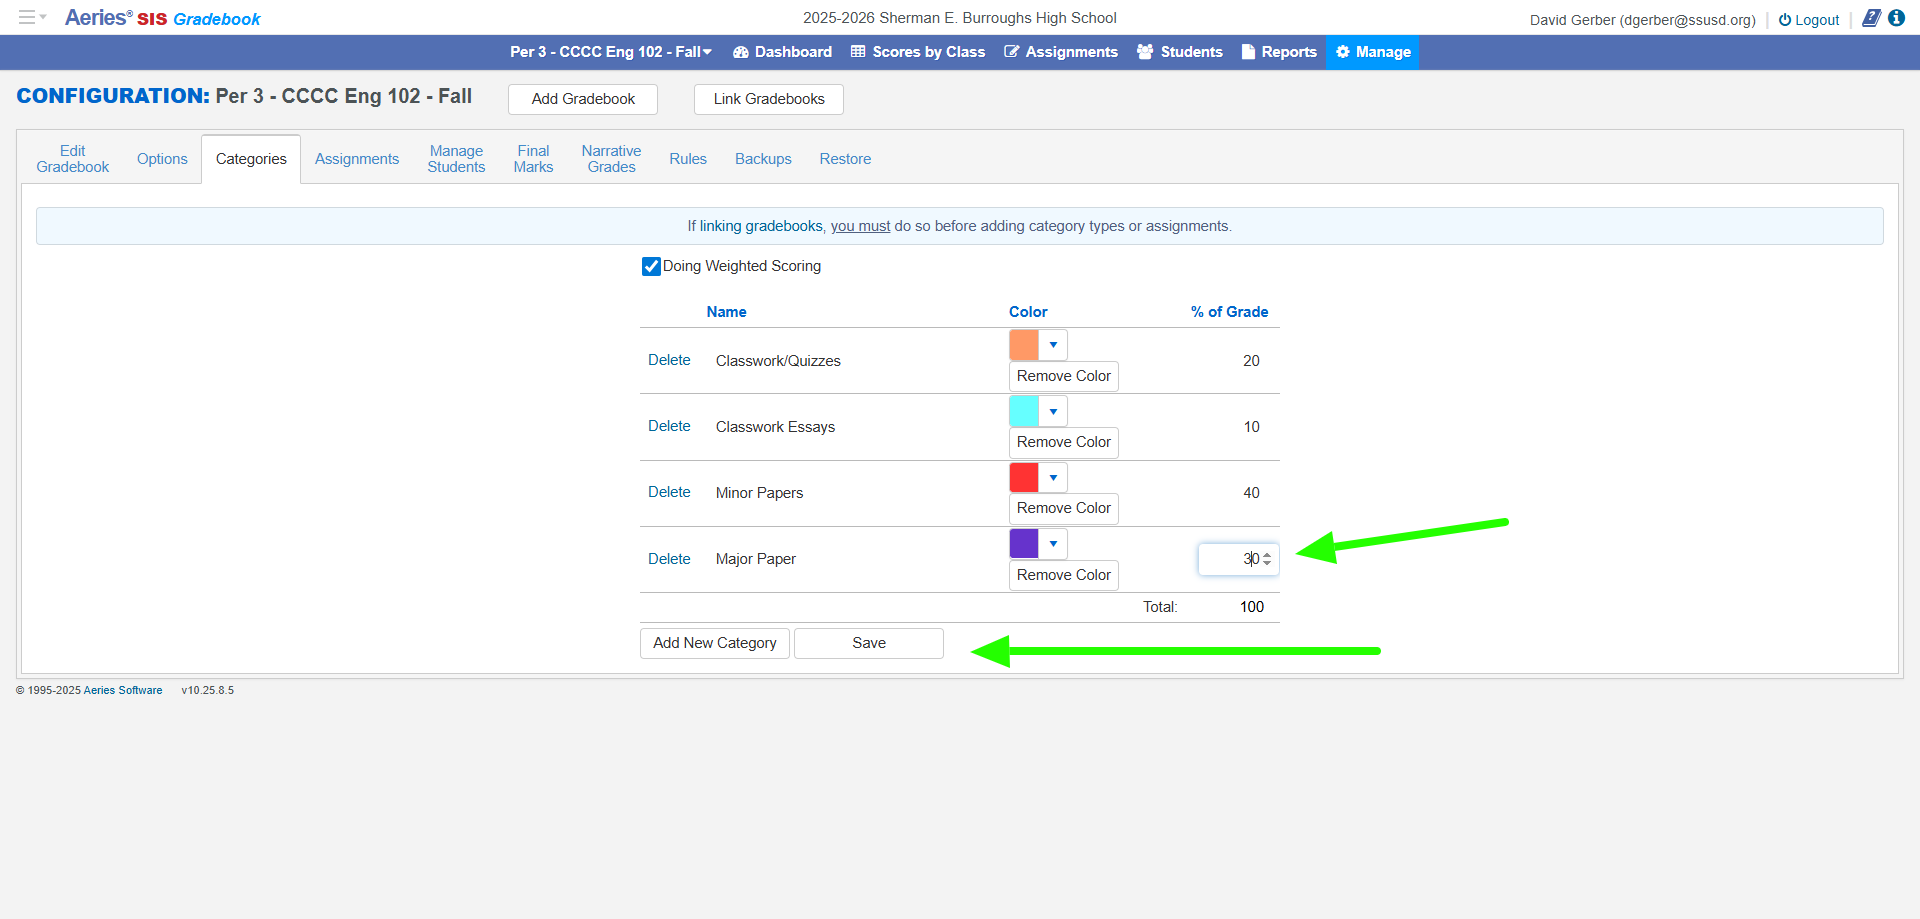 Aeries® SIS Gradebook
2025-2026 Sherman E. Burroughs High School
David Gerber (dgerber@ssusd.org)
Logout
Per 3 - CCCC Eng 102 - Fall
Dashboard
Scores by Class
Assignments
Students
Reports
Manage
CONFIGURATION: Per 3 - CCCC Eng 102 - Fall
Add Gradebook
Link Gradebooks
Edit
Gradebook
Options
Categories
Assignments
Manage
Students
Final
Marks
Narrative
Grades
Rules
Backups
Restore
If linking gradebooks, you must do so before adding category types or assignments.
Doing Weighted Scoring
Name Color % of Grade
Delete Classwork/Quizzes 20
Remove Color
Delete Classwork Essays 10
Remove Color
Delete Minor Papers 40
Remove Color
Delete Major Paper 30
Remove Color
Total: 100
Add New Category Save
© 1995-2025 Aeries Software v10.25.8.5